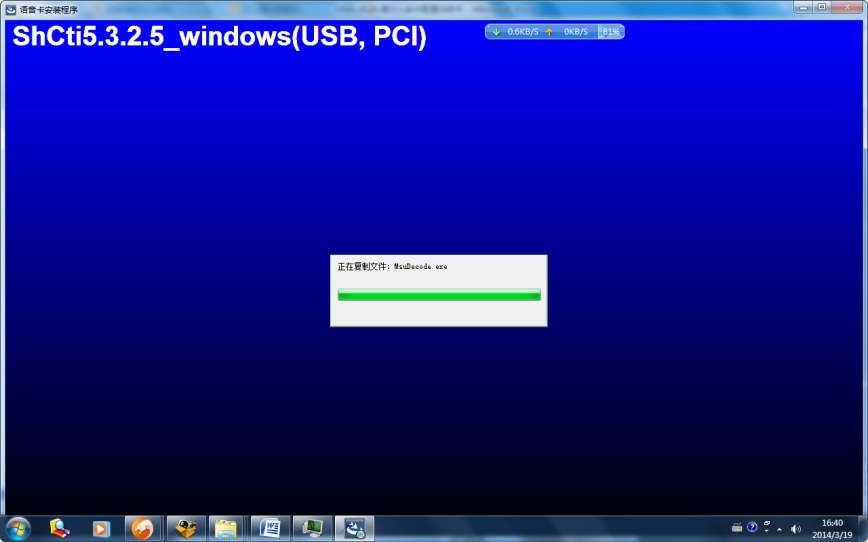 语音卡安装程序
ShCti5.3.2.5_windows(USB, PCI)
0.6KB/S 0KB/S 81%
正在复制文件: MsuDecode.exe
16:40
2014/3/19